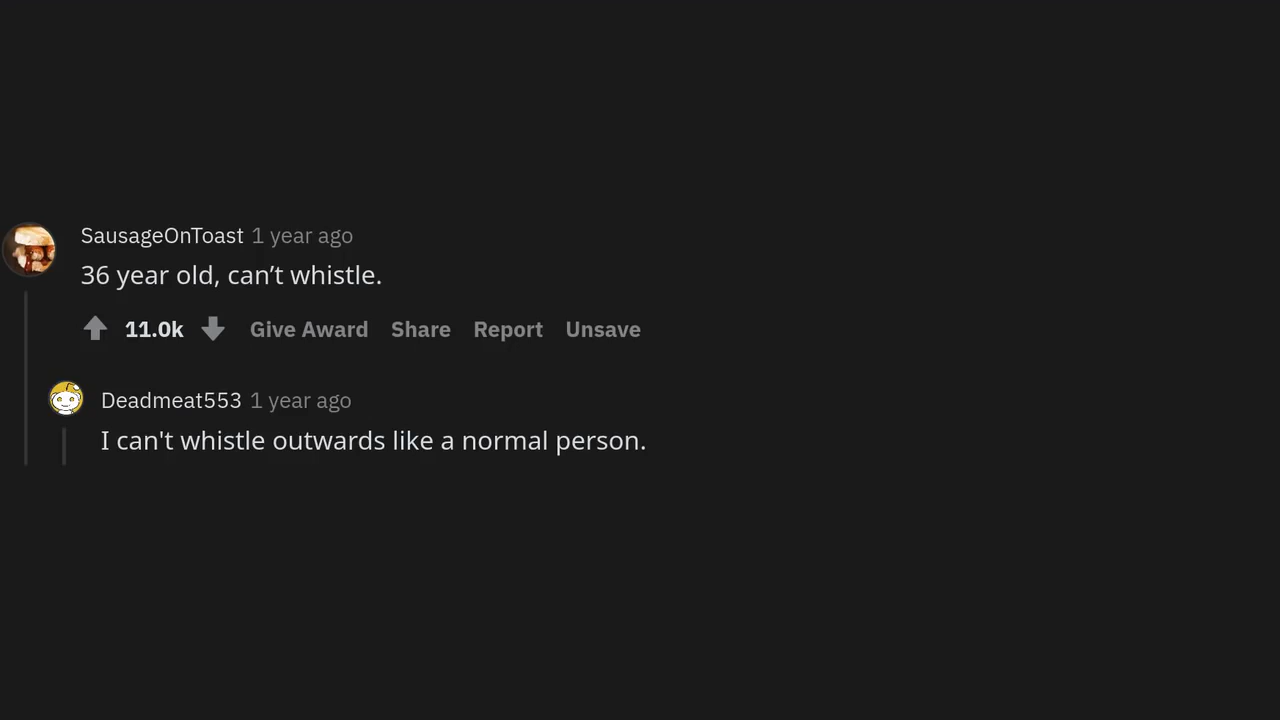 SausageOnToast 1 year ago
36 year old, can’t whistle.
11.0k Give Award Share Report Unsave
Deadmeat553 1 year ago
I can't whistle outwards like a normal person.